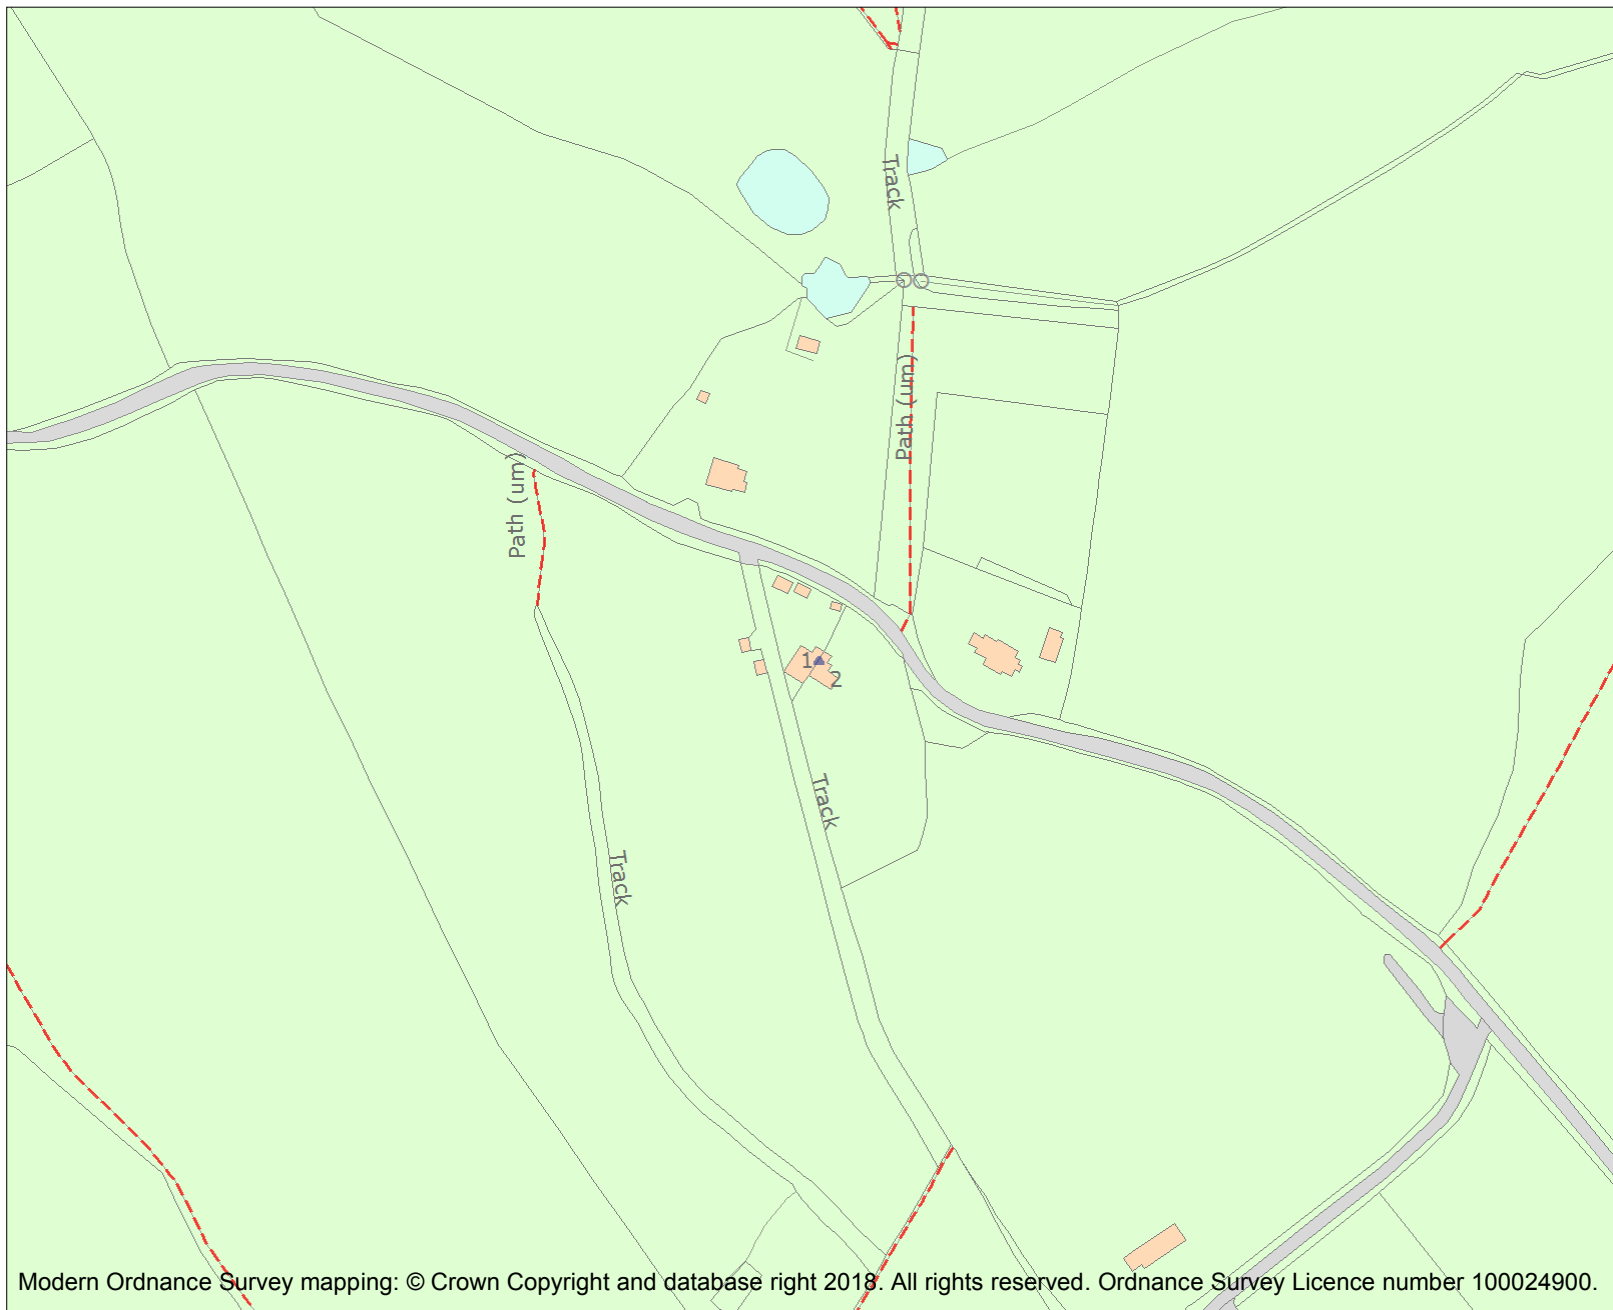 Track
Path (um)
Path (um)
1
2
Track
Track
Modern Ordnance Survey mapping: © Crown Copyright and database right 2018. All rights reserved. Ordnance Survey Licence number 100024900.